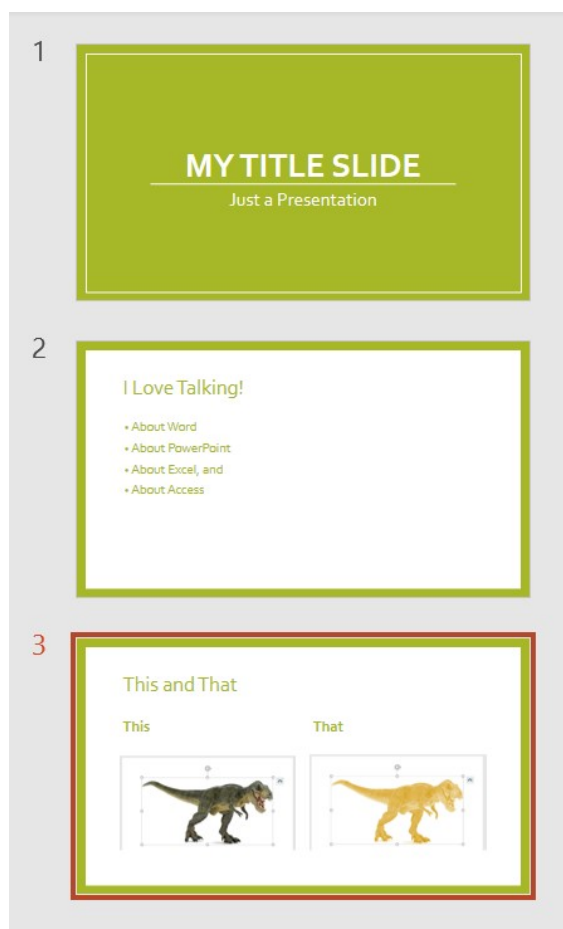 1
MY TITLE SLIDE
Just a Presentation
2
I Love Talking!
• About Word
• About PowerPoint
• About Excel, and
• About Access
3
This and That
This
That